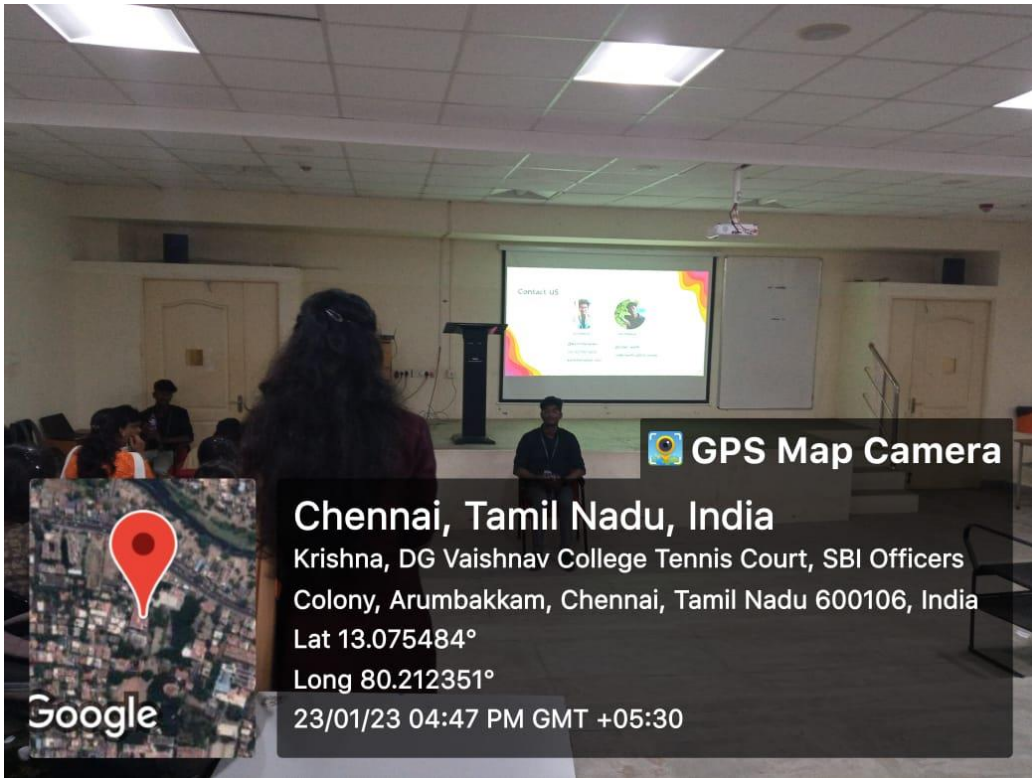 Contact US
GPS Map Camera
Chennai, Tamil Nadu, India
Krishna, DG Vaishnav College Tennis Court, SBI Officers
Colony, Arumbakkam, Chennai, Tamil Nadu 600106, India
Lat 13.075484°
Long 80.212351°
23/01/23 04:47 PM GMT +05:30
Google